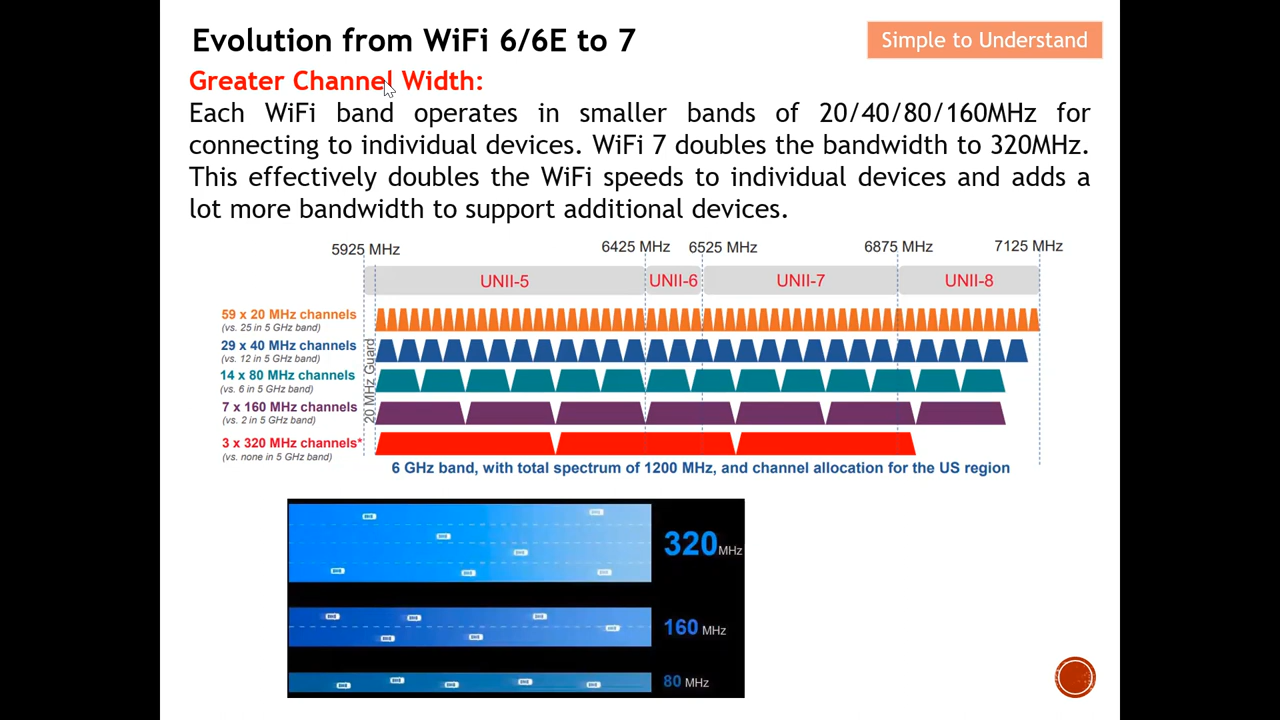 Evolution from WiFi 6/6E to 7
Simple to Understand
Greater Channel Width:
Each WiFi band operates in smaller bands of 20/40/80/160MHz for
connecting to individual devices. WiFi 7 doubles the bandwidth to 320MHz.
This effectively doubles the WiFi speeds to individual devices and adds a
lot more bandwidth to support additional devices.
5925 MHz 6425 MHz 6525 MHz 6875 MHz 7125 MHz
UNII-5 UNII-6 UNII-7 UNII-8
59 x 20 MHz channels
(vs. 25 in 5 GHz band)
29 x 40 MHz channels
(vs. 12 in 5 GHz band)
14 x 80 MHz channels
(vs. 6 in 5 GHz band)
7 x 160 MHz channels
(vs. 2 in 5 GHz band)
3 x 320 MHz channels*
(vs. none in 5 GHz band)
20 MHz Guard
6 GHz band, with total spectrum of 1200 MHz, and channel allocation for the US region
320 MHz
160 MHz
80 MHz